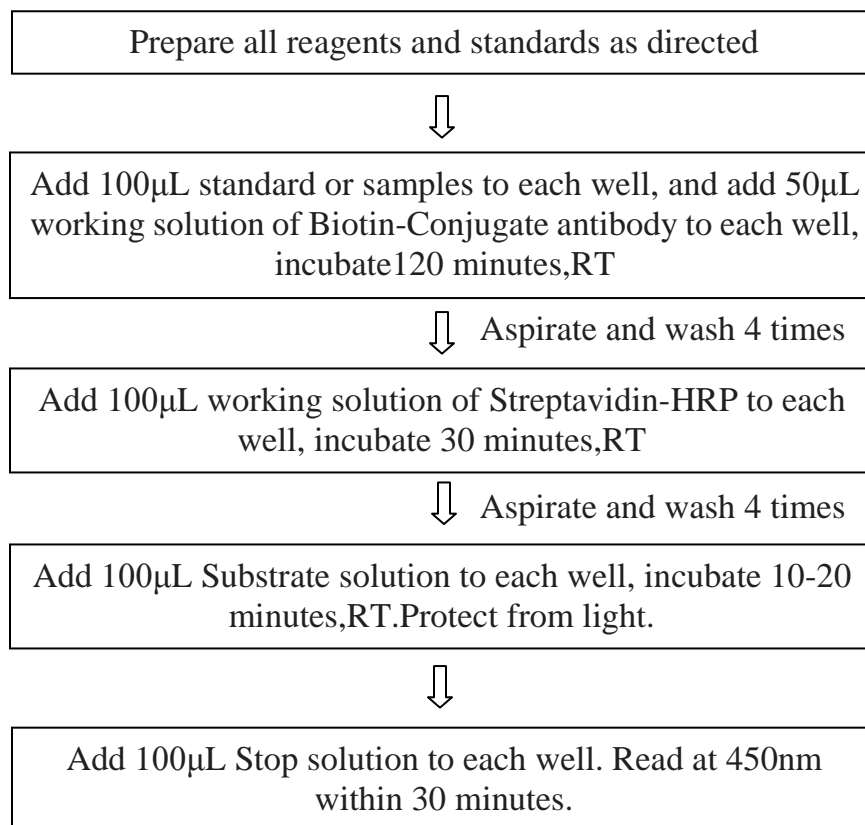 Prepare all reagents and standards as directed
Add 100μL standard or samples to each well, and add 50μL
working solution of Biotin-Conjugate antibody to each well,
incubate120 minutes,RT
Aspirate and wash 4 times
Add 100μL working solution of Streptavidin-HRP to each
well, incubate 30 minutes,RT
Aspirate and wash 4 times
Add 100μL Substrate solution to each well, incubate 10-20
minutes,RT.Protect from light.
Add 100μL Stop solution to each well. Read at 450nm
within 30 minutes.